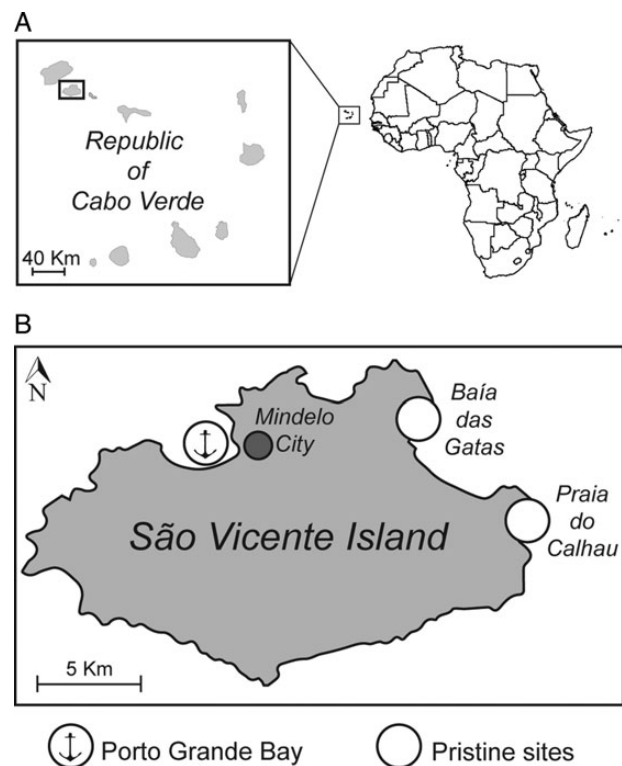 A
Republic
of
Cabo Verde
40 Km
B
N
Mindelo
City
Baía
das
Gatas
Praia
do
Calhau
São Vicente Island
5 Km
Porto Grande Bay
Pristine sites